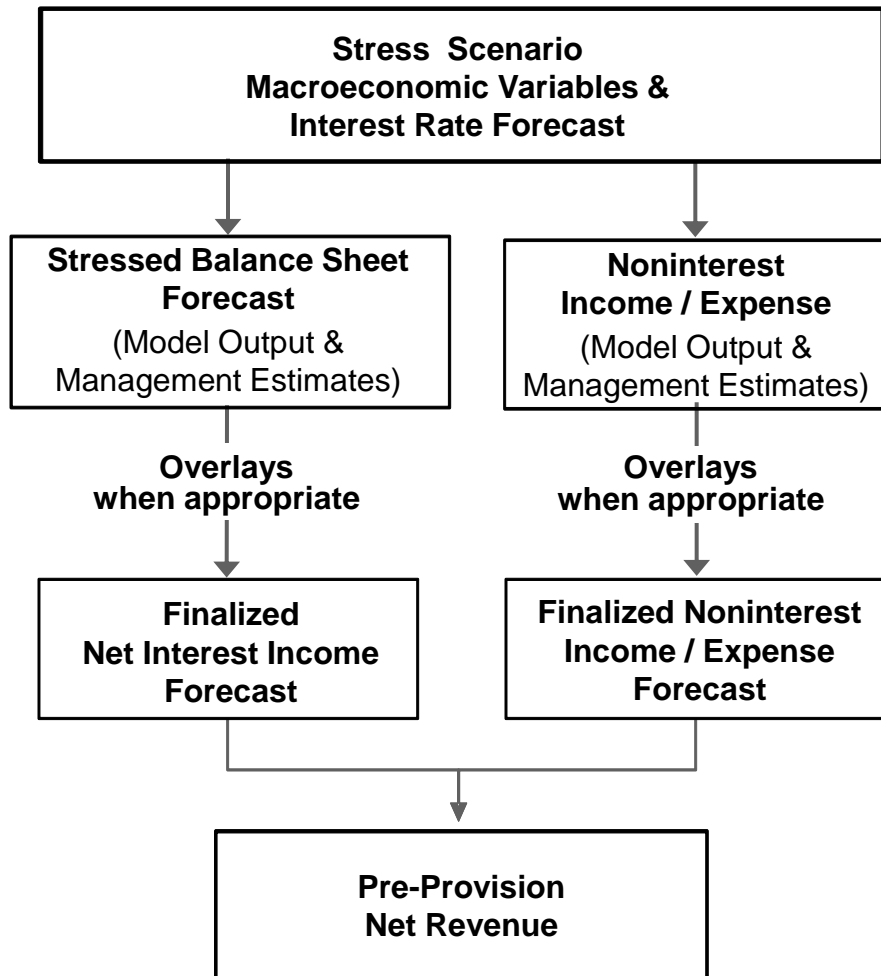 Stress Scenario
Macroeconomic Variables &
Interest Rate Forecast
Stressed Balance Sheet
Forecast
(Model Output &
Management Estimates)
Noninterest
Income / Expense
(Model Output &
Management Estimates)
Overlays
when appropriate
Overlays
when appropriate
Finalized
Net Interest Income
Forecast
Finalized Noninterest
Income / Expense
Forecast
Pre-Provision
Net Revenue